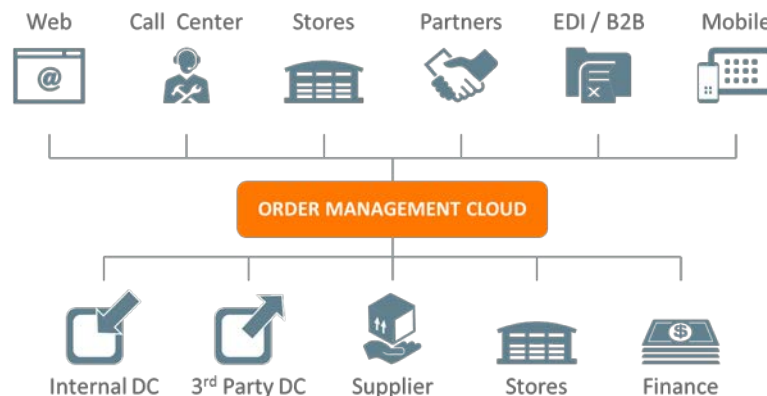 Web
Call Center
Stores
Partners
EDI / B2B
Mobile
@
ORDER MANAGEMENT CLOUD
$
Internal DC
3rd Party DC
Supplier
Stores
Finance